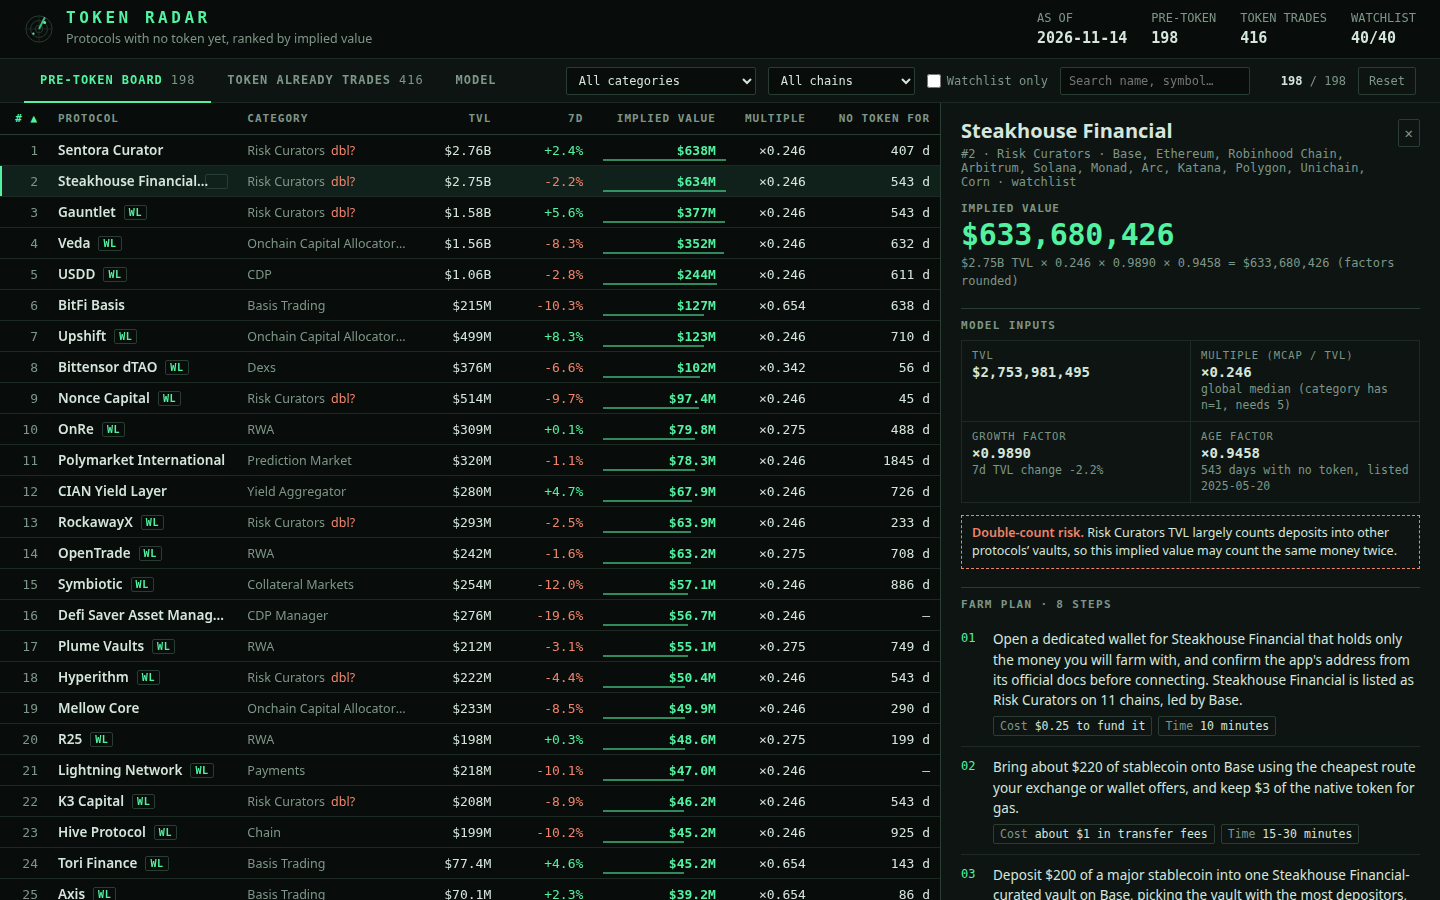 TOKEN RADAR
Protocols with no token yet, ranked by implied value
AS OF
2026-11-14
PRE-TOKEN
198
TOKEN TRADES
416
WATCHLIST
40/40
PRE-TOKEN BOARD 198
TOKEN ALREADY TRADES 416
MODEL
All categories
All chains
Watchlist only
Search name, symbol…
198 / 198
Reset
# ▲ PROTOCOL CATEGORY TVL 7D IMPLIED VALUE MULTIPLE NO TOKEN FOR
1 Sentora Curator Risk Curators dbl? $2.76B +2.4% $638M ×0.246 407 d
2 Steakhouse Financial… Risk Curators dbl? $2.75B -2.2% $634M ×0.246 543 d
3 Gauntlet WL Risk Curators dbl? $1.58B +5.6% $377M ×0.246 543 d
4 Veda WL Onchain Capital Allocator… $1.56B -8.3% $352M ×0.246 632 d
5 USDD WL CDP $1.06B -2.8% $244M ×0.246 611 d
6 BitFi Basis Basis Trading $215M -10.3% $127M ×0.654 638 d
7 Upshift WL Onchain Capital Allocator… $499M +8.3% $123M ×0.246 710 d
8 Bittensor dTAO WL Dexs $376M -6.6% $102M ×0.342 56 d
9 Nonce Capital WL Risk Curators dbl? $514M -9.7% $97.4M ×0.246 45 d
10 OnRe WL RWA $309M +0.1% $79.8M ×0.275 488 d
11 Polymarket International Prediction Market $320M -1.1% $78.3M ×0.246 1845 d
12 CIAN Yield Layer Yield Aggregator $280M +4.7% $67.9M ×0.246 726 d
13 RockawayX WL Risk Curators dbl? $293M -2.5% $63.9M ×0.246 233 d
14 OpenTrade WL RWA $242M -1.6% $63.2M ×0.275 708 d
15 Symbiotic WL Collateral Markets $254M -12.0% $57.1M ×0.246 886 d
16 Defi Saver Asset Manag… CDP Manager $276M -19.6% $56.7M ×0.246 –
17 Plume Vaults WL RWA $212M -3.1% $55.1M ×0.275 749 d
18 Hyperithm WL Risk Curators dbl? $222M -4.4% $50.4M ×0.246 543 d
19 Mellow Core Onchain Capital Allocator… $233M -8.5% $49.9M ×0.246 290 d
20 R25 WL RWA $198M +0.3% $48.6M ×0.275 199 d
21 Lightning Network WL Payments $218M -10.1% $47.0M ×0.246 –
22 K3 Capital WL Risk Curators dbl? $208M -8.9% $46.2M ×0.246 543 d
23 Hive Protocol WL Chain $199M -10.2% $45.2M ×0.246 925 d
24 Tori Finance WL Basis Trading $77.4M +4.6% $45.2M ×0.654 143 d
25 Axis WL Basis Trading $70.1M +2.3% $39.2M ×0.654 86 d
Steakhouse Financial
×
#2 · Risk Curators · Base, Ethereum, Robinhood Chain,
Arbitrum, Solana, Monad, Arc, Katana, Polygon, Unichain,
Corn · watchlist
IMPLIED VALUE
$633,680,426
$2.75B TVL × 0.246 × 0.9890 × 0.9458 = $633,680,426 (factors
rounded)
MODEL INPUTS
TVL
$2,753,981,495
MULTIPLE (MCAP / TVL)
×0.246
global median (category has
n=1, needs 5)
GROWTH FACTOR
×0.9890
7d TVL change -2.2%
AGE FACTOR
×0.9458
543 days with no token, listed
2025-05-20
Double-count risk. Risk Curators TVL largely counts deposits into other
protocols’ vaults, so this implied value may count the same money twice.
FARM PLAN · 8 STEPS
01 Open a dedicated wallet for Steakhouse Financial that holds only
the money you will farm with, and confirm the app's address from
its official docs before connecting. Steakhouse Financial is listed as
Risk Curators on 11 chains, led by Base.
Cost $0.25 to fund it Time 10 minutes
02 Bring about $220 of stablecoin onto Base using the cheapest route
your exchange or wallet offers, and keep $3 of the native token for
gas.
Cost about $1 in transfer fees Time 15-30 minutes
03 Deposit $200 of a major stablecoin into one Steakhouse Financial-
curated vault on Base, picking the vault with the most depositors,